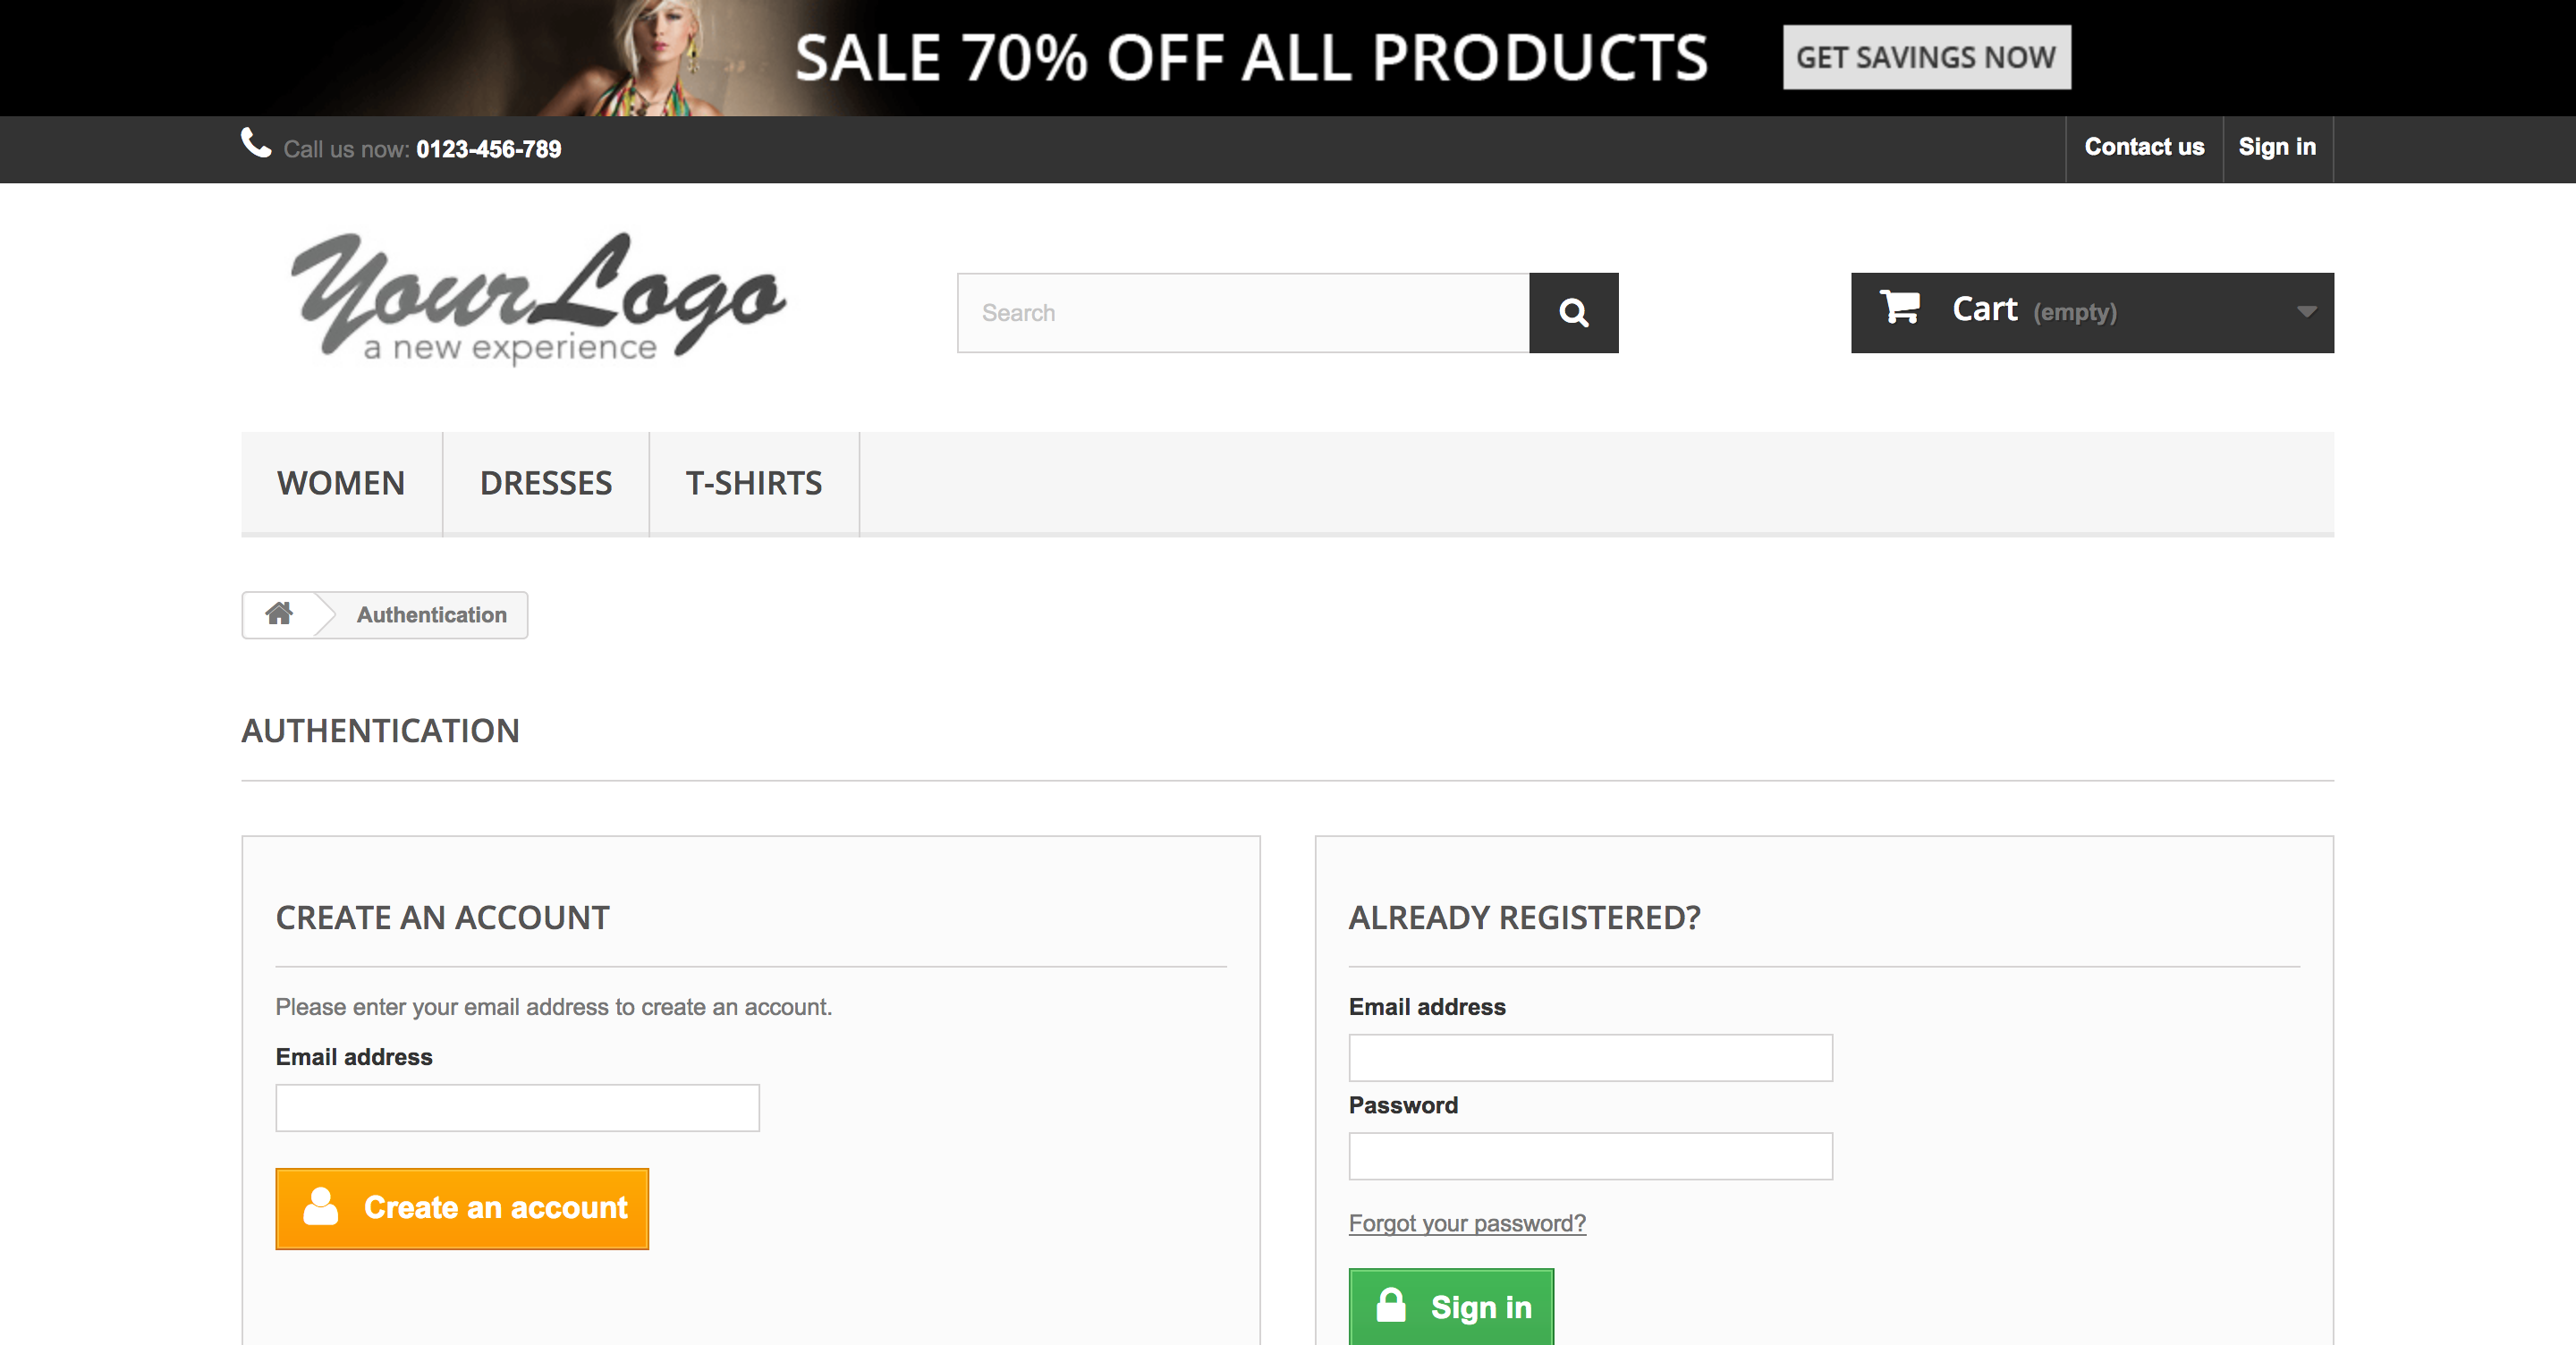 SALE 70% OFF ALL PRODUCTS GET SAVINGS NOW
Call us now: 0123-456-789 Contact us Sign in
YourLogo
a new experience
Search
Cart (empty)
WOMEN DRESSES T-SHIRTS
Authentication
AUTHENTICATION
CREATE AN ACCOUNT
Please enter your email address to create an account.
Email address
Create an account
ALREADY REGISTERED?
Email address
Password
Forgot your password?
Sign in